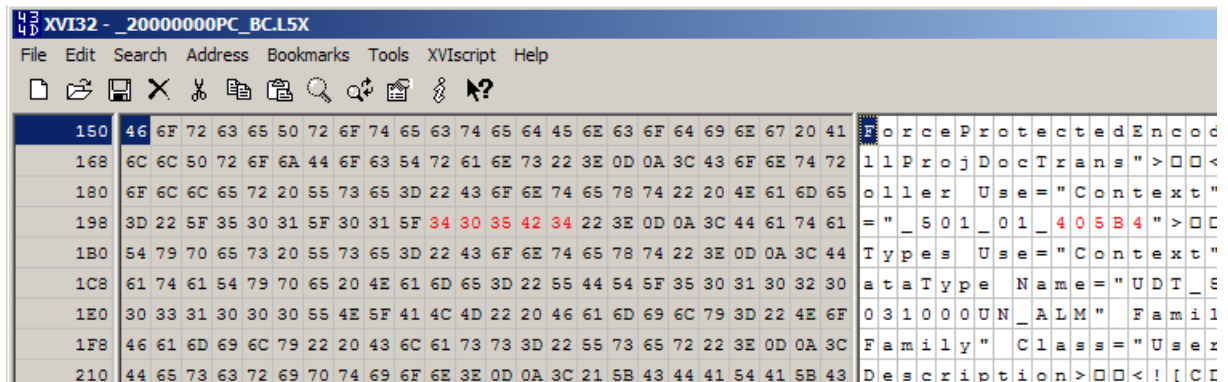 XVI32 - _20000000PC_BC.L5X
File Edit Search Address Bookmarks Tools XVIscript Help
150 46 6F 72 63 65 50 72 6F 74 65 63 74 65 64 45 6E 63 6F 64 69 6E 67 20 41 ForceProtectedEncod
168 6C 6C 50 72 6F 6A 44 6F 63 54 72 61 6E 73 22 3E 0D 0A 3C 43 6F 6E 74 72 llProjDocTrans">□□<
180 6F 6C 6C 65 72 20 55 73 65 3D 22 43 6F 6E 74 65 78 74 22 20 4E 61 6D 65 oller Use="Context"
198 3D 22 5F 35 30 31 5F 30 31 5F 34 30 35 42 34 22 3E 0D 0A 3C 44 61 74 61 ="_501_01_405B4">□□
1B0 54 79 70 65 73 20 55 73 65 3D 22 43 6F 6E 74 65 78 74 22 3E 0D 0A 3C 44 Types Use="Context"
1C8 61 74 61 54 79 70 65 20 4E 61 6D 65 3D 22 55 44 54 5F 35 30 31 30 32 30 ataType Name="UDT_5
1E0 30 33 31 30 30 30 55 4E 5F 41 4C 4D 22 20 46 61 6D 69 6C 79 3D 22 4E 6F 031000UN_ALM" Famil
1F8 46 61 6D 69 6C 79 22 20 43 6C 61 73 73 3D 22 55 73 65 72 22 3E 0D 0A 3C Family" Class="User
210 44 65 73 63 72 69 70 74 69 6F 6E 3E 0D 0A 3C 21 5B 43 44 41 54 41 5B 43 Description>□□<![CD